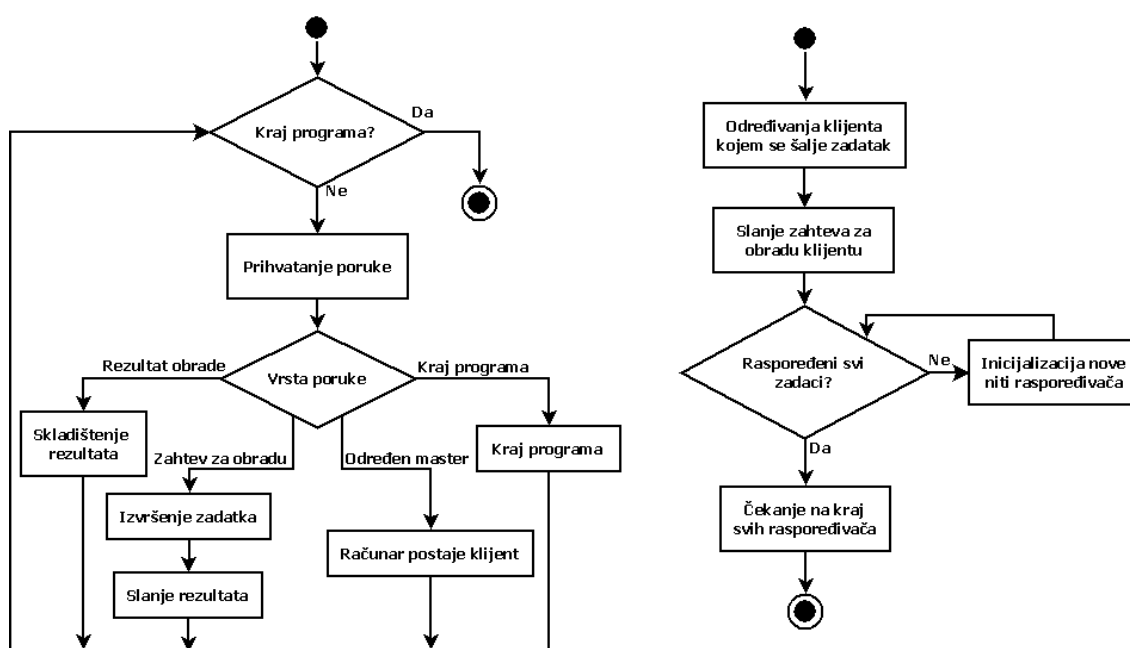 Kraj programa?
Da
Ne
Prihvatanje poruke
Vrsta poruke
Rezultat obrade
Kraj programa
Skladištenje
rezultata
Zahtev za obradu
Određen master
Kraj programa
Izvršenje zadatka
Računar postaje klijent
Slanje rezultata
Određivanja klijenta
kojem se šalje zadatak
Slanje zahteva za
obradu klijentu
Raspoređeni svi
zadaci?
Ne
Inicijalizacija nove
niti raspoređivača
Da
Čekanje na kraj
svih raspoređivača